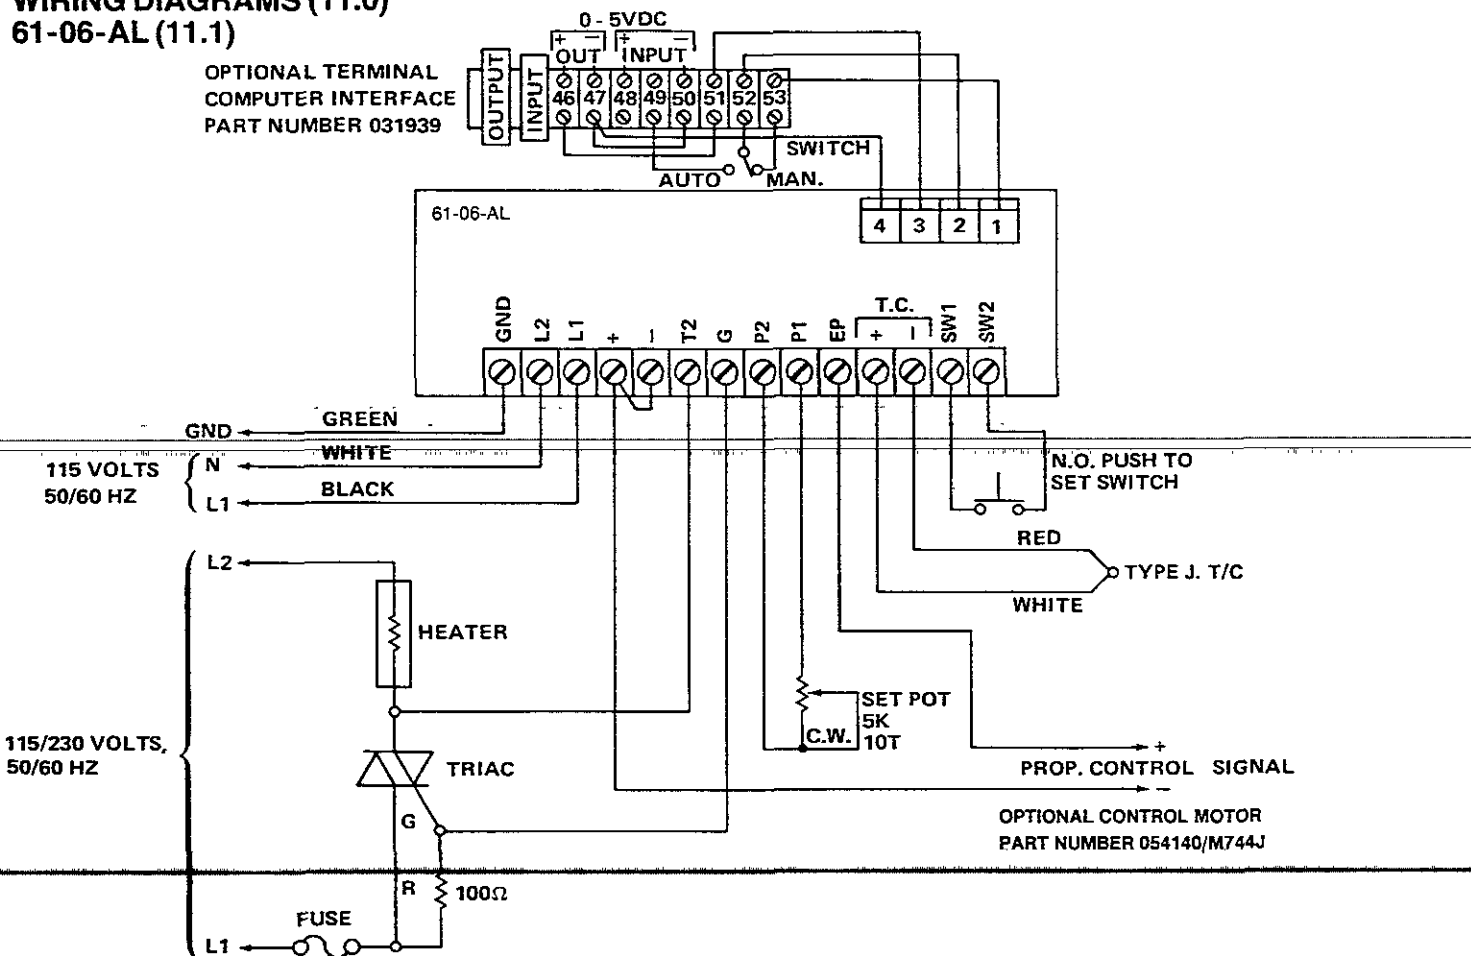 WIRING DIAGRAMS (11.0)
61-06-AL (11.1)
0 - 5VDC
+ − + −
OUT INPUT
OPTIONAL TERMINAL
COMPUTER INTERFACE
PART NUMBER 031939
OUTPUT
INPUT
46 47 48 49 50 51 52 53
SWITCH
AUTO MAN.
61-06-AL
4 3 2 1
T.C.
GND L2 L1 + − T2 G P2 P1 EP + − SW1 SW2
GREEN
GND
WHITE
115 VOLTS
50/60 HZ
N
BLACK
L1
N.O. PUSH TO
SET SWITCH
RED
TYPE J. T/C
WHITE
L2
HEATER
SET POT
5K
10T
C.W.
115/230 VOLTS,
50/60 HZ
TRIAC
+
PROP. CONTROL SIGNAL
−
OPTIONAL CONTROL MOTOR
PART NUMBER 054140/M744J
G
R
100Ω
FUSE
L1